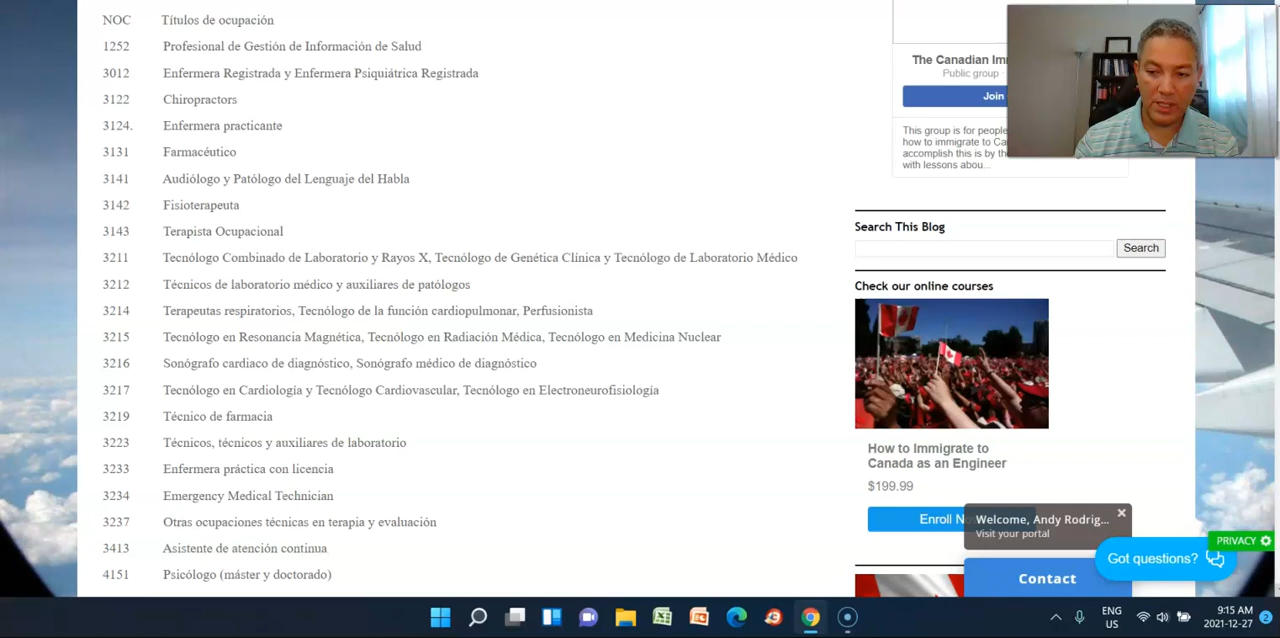 NOC Títulos de ocupación
1252 Profesional de Gestión de Información de Salud
3012 Enfermera Registrada y Enfermera Psiquiátrica Registrada
3122 Chiropractors
3124. Enfermera practicante
3131 Farmacéutico
3141 Audiólogo y Patólogo del Lenguaje del Habla
3142 Fisioterapeuta
3143 Terapista Ocupacional
3211 Tecnólogo Combinado de Laboratorio y Rayos X, Tecnólogo de Genética Clínica y Tecnólogo de Laboratorio Médico
3212 Técnicos de laboratorio médico y auxiliares de patólogos
3214 Terapeutas respiratorios, Tecnólogo de la función cardiopulmonar, Perfusionista
3215 Tecnólogo en Resonancia Magnética, Tecnólogo en Radiación Médica, Tecnólogo en Medicina Nuclear
3216 Sonógrafo cardiaco de diagnóstico, Sonógrafo médico de diagnóstico
3217 Tecnólogo en Cardiología y Tecnólogo Cardiovascular, Tecnólogo en Electroneurofisiología
3219 Técnico de farmacia
3223 Técnicos, técnicos y auxiliares de laboratorio
3233 Enfermera práctica con licencia
3234 Emergency Medical Technician
3237 Otras ocupaciones técnicas en terapia y evaluación
3413 Asistente de atención continua
4151 Psicólogo (máster y doctorado)
The Canadian Im
Public group ·
Join
This group is for people
how to immigrate to Ca
accomplish this is by the
with lessons abou...
Search This Blog
Search
Check our online courses
How to Immigrate to
Canada as an Engineer
$199.99
Enroll N
Welcome, Andy Rodrig...
Visit your portal
PRIVACY
Got questions?
Contact
ENG
US
9:15 AM
2021-12-27
2